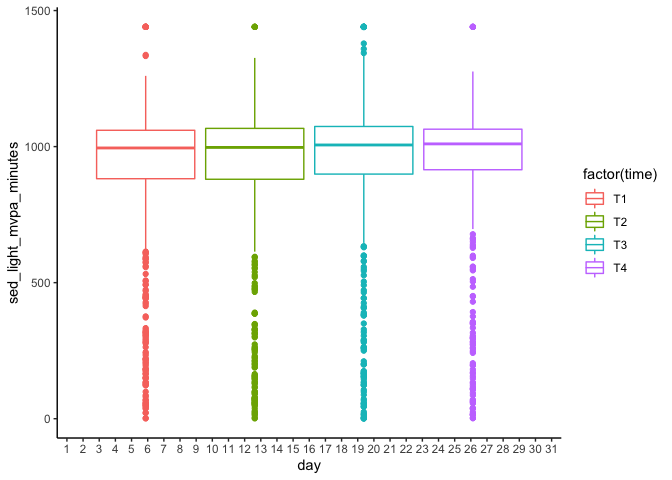 1500
1000
500
0
sed_light_mvpa_minutes
1 2 3 4 5 6 7 8 9 10 11 12 13 14 15 16 17 18 19 20 21 22 23 24 25 26 27 28 29 30 31
day
factor(time)
T1
T2
T3
T4